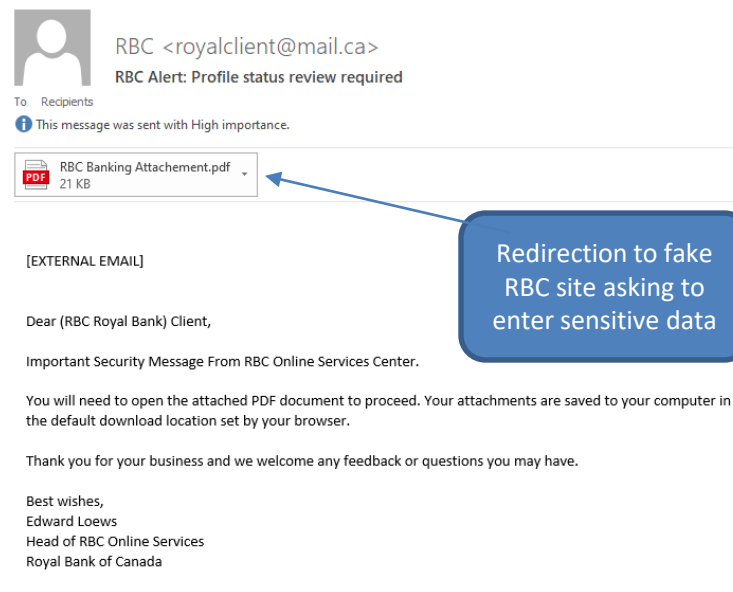 RBC <royalclient@mail.ca>
RBC Alert: Profile status review required
To Recipients
i This message was sent with High importance.
PDF
RBC Banking Attachement.pdf
21 KB
Redirection to fake
RBC site asking to
enter sensitive data
[EXTERNAL EMAIL]
Dear (RBC Royal Bank) Client,
Important Security Message From RBC Online Services Center.
You will need to open the attached PDF document to proceed. Your attachments are saved to your computer in
the default download location set by your browser.
Thank you for your business and we welcome any feedback or questions you may have.
Best wishes,
Edward Loews
Head of RBC Online Services
Royal Bank of Canada